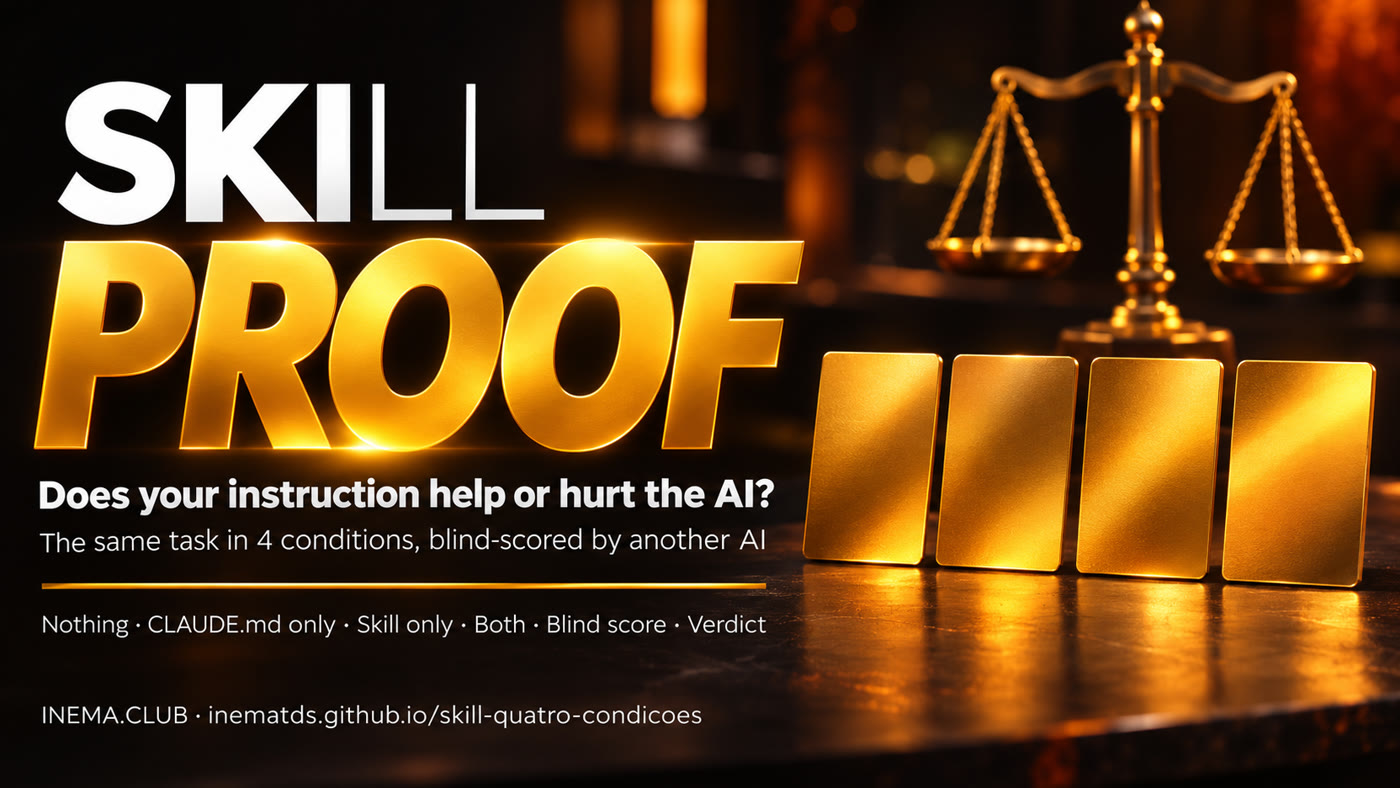 SKILL
PROOF
Does your instruction help or hurt the AI?
The same task in 4 conditions, blind-scored by another AI
Nothing · CLAUDE.md only · Skill only · Both · Blind score · Verdict
INEMA.CLUB · inematds.github.io/skill-quatro-condicoes